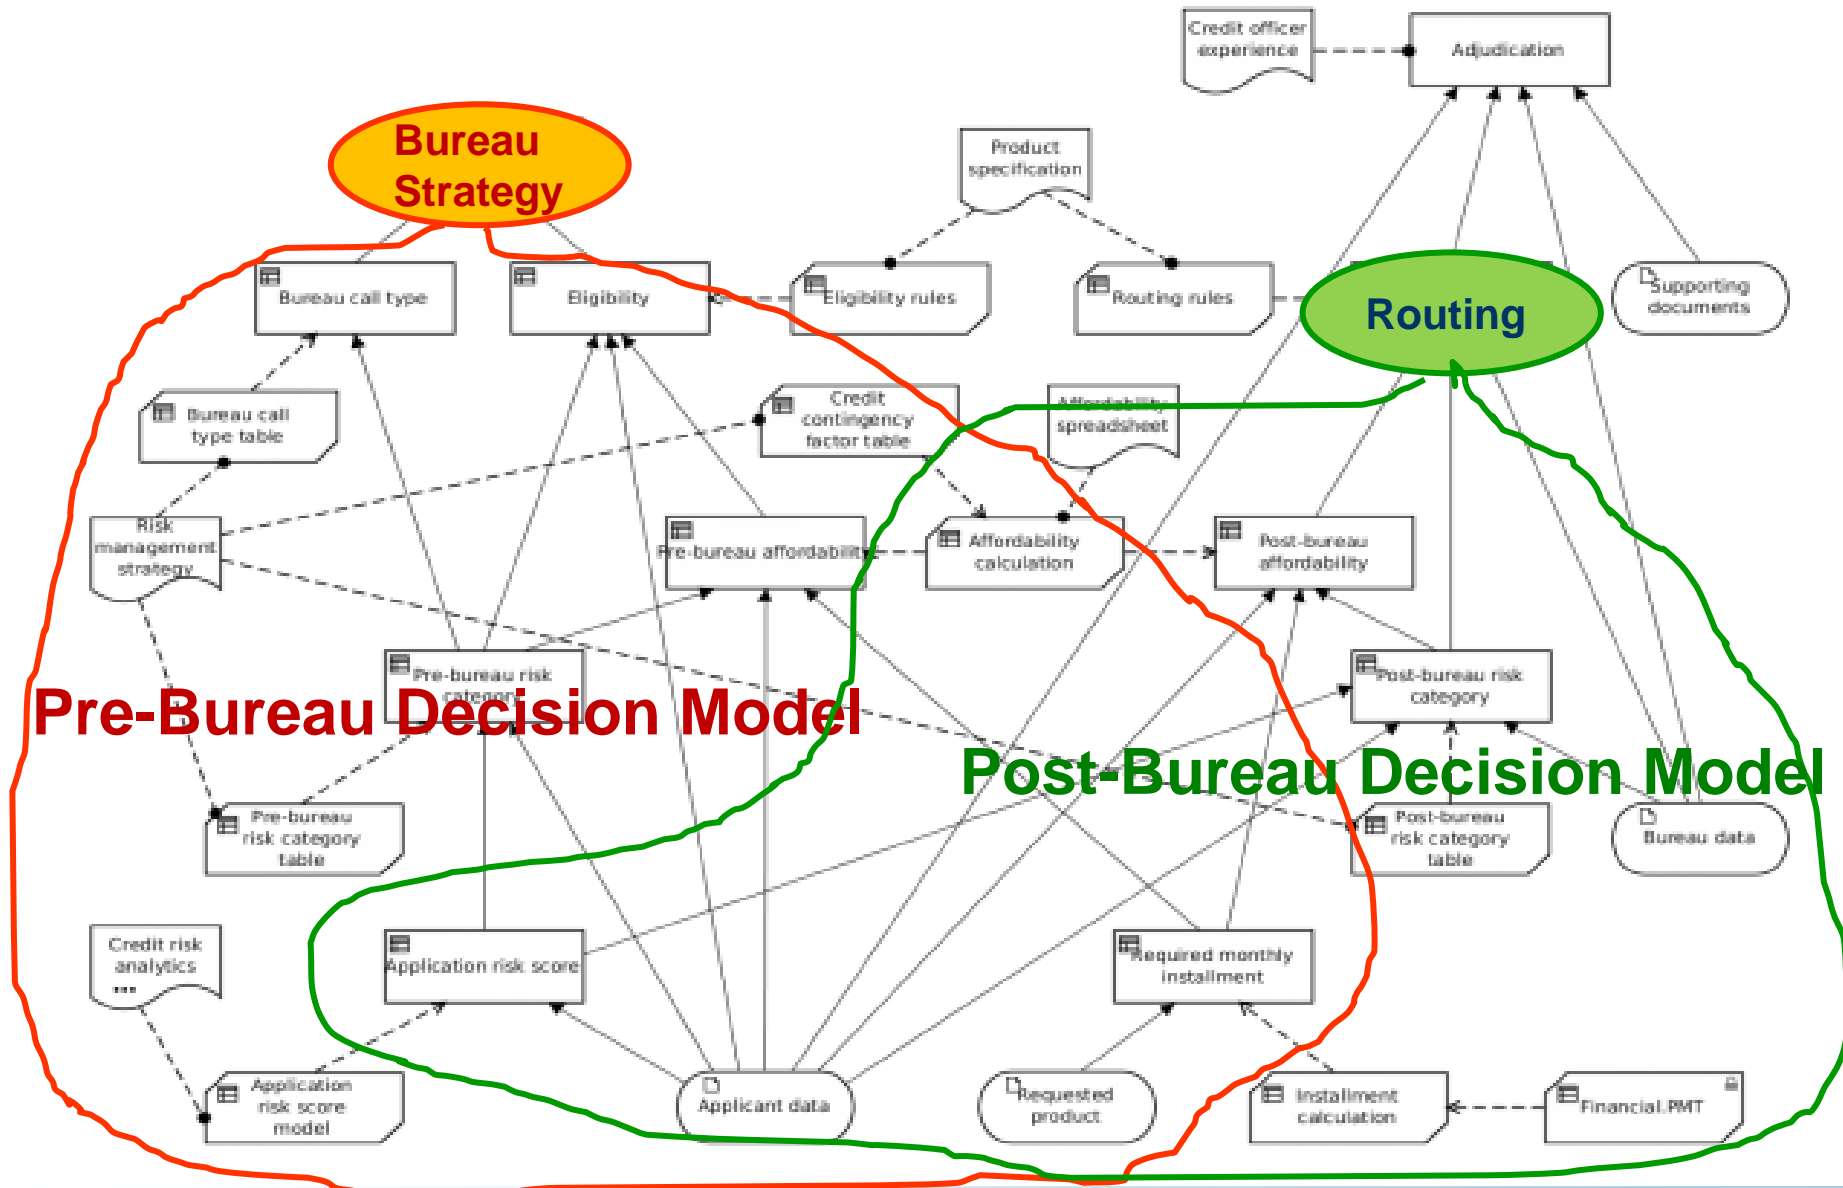 Credit officer
experience
Adjudication
Bureau
Strategy
Product
specification
Bureau call type
Eligibility
Eligibility rules
Routing rules
Routing
Supporting
documents
Bureau call
type table
Credit
contingency
factor table
Affordability
spreadsheet
Risk
management
strategy
Pre-bureau affordability
Affordability
calculation
Post-bureau
affordability
Pre-bureau risk
category
Post-bureau risk
category
Pre-Bureau Decision Model
Post-Bureau Decision Model
Pre-bureau
risk category
table
Post-bureau
risk category
table
Bureau data
Credit risk
analytics
...
Application risk score
Required monthly
installment
Application
risk score
model
Applicant data
Requested
product
Installment
calculation
Financial.PMT